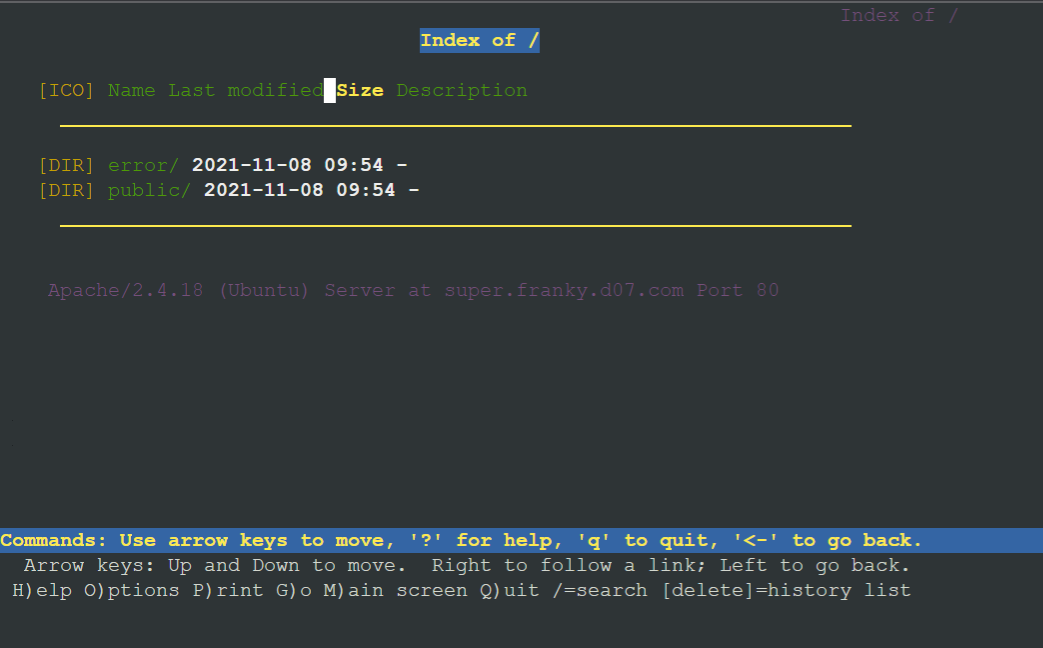 Index of /
Index of /
[ICO] Name Last modified Size Description
[DIR] error/ 2021-11-08 09:54 -
[DIR] public/ 2021-11-08 09:54 -
Apache/2.4.18 (Ubuntu) Server at super.franky.d07.com Port 80
Commands: Use arrow keys to move, '?' for help, 'q' to quit, '<-' to go back.
Arrow keys: Up and Down to move.  Right to follow a link; Left to go back.
H)elp O)ptions P)rint G)o M)ain screen Q)uit /=search [delete]=history list